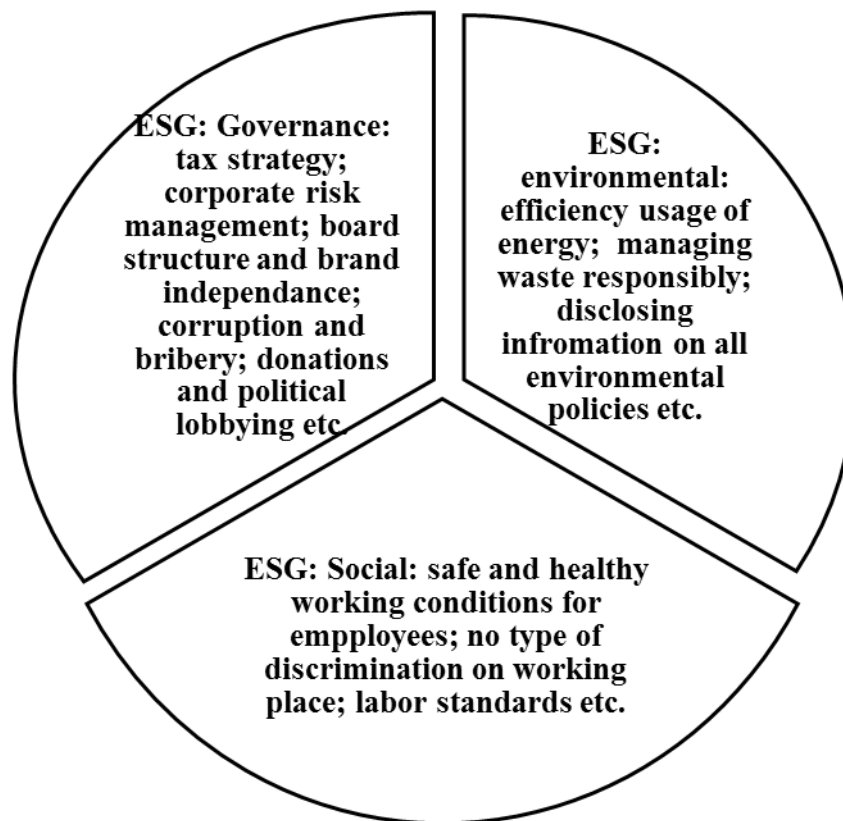 ESG: Governance:
tax strategy;
corporate risk
management; board
structure and brand
independance;
corruption and
bribery; donations
and political
lobbying etc.
ESG:
environmental:
efficiency usage of
energy; managing
waste responsibly;
disclosing
infromation on all
environmental
policies etc.
ESG: Social: safe and healthy
working conditions for
empployees; no type of
discrimination on working
place; labor standards etc.